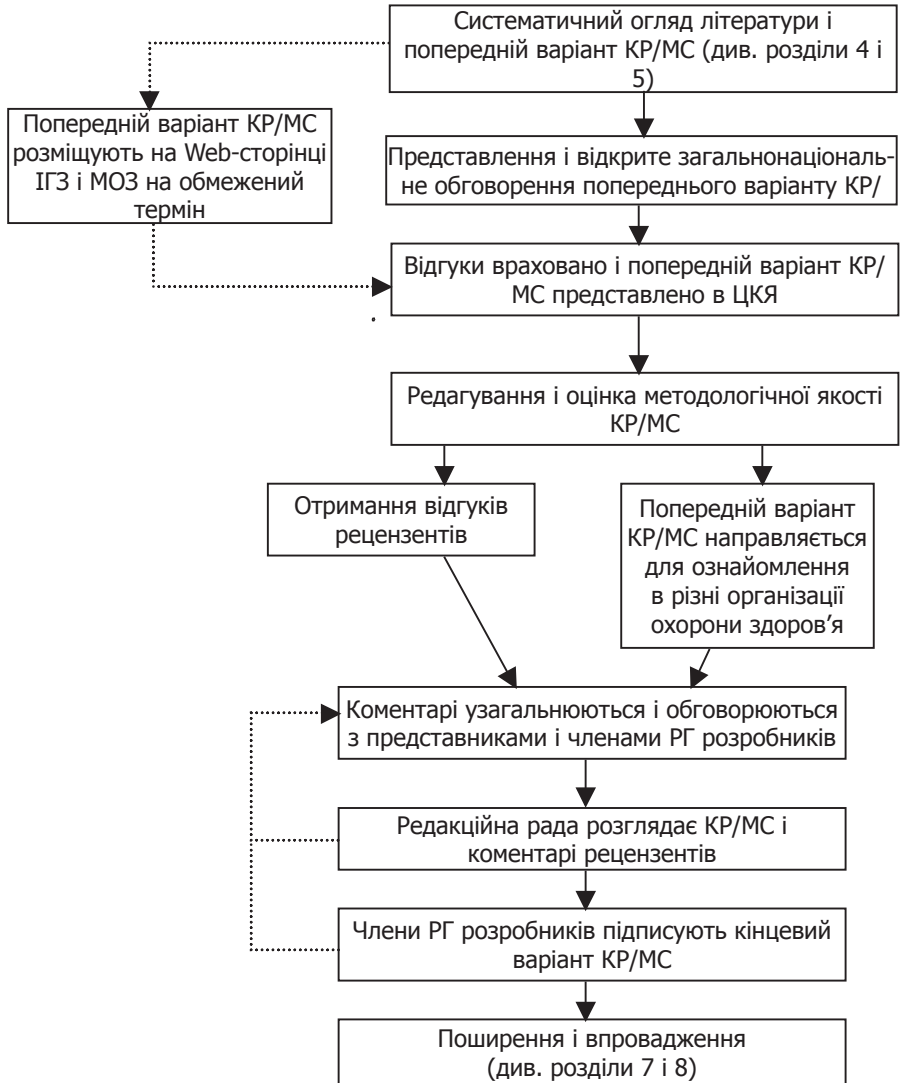 Систематичний огляд літератури і
попередній варіант КР/МС (див. розділи 4 і
5)
Попередній варіант КР/МС
розміщують на Web-сторінці
ІГЗ і МОЗ на обмежений
термін
Представлення і відкрите загальнонаціональ-
не обговорення попереднього варіанту КР/
Відгуки враховано і попередній варіант КР/
МС представлено в ЦКЯ
Редагування і оцінка методологічної якості
КР/МС
Отримання відгуків
рецензентів
Попередній варіант
КР/МС направляється
для ознайомлення
в різні організації
охорони здоров’я
Коментарі узагальнюються і обговорюються
з представниками і членами РГ розробників
Редакційна рада розглядає КР/МС і
коментарі рецензентів
Члени РГ розробників підписують кінцевий
варіант КР/МС
Поширення і впровадження
(див. розділи 7 і 8)